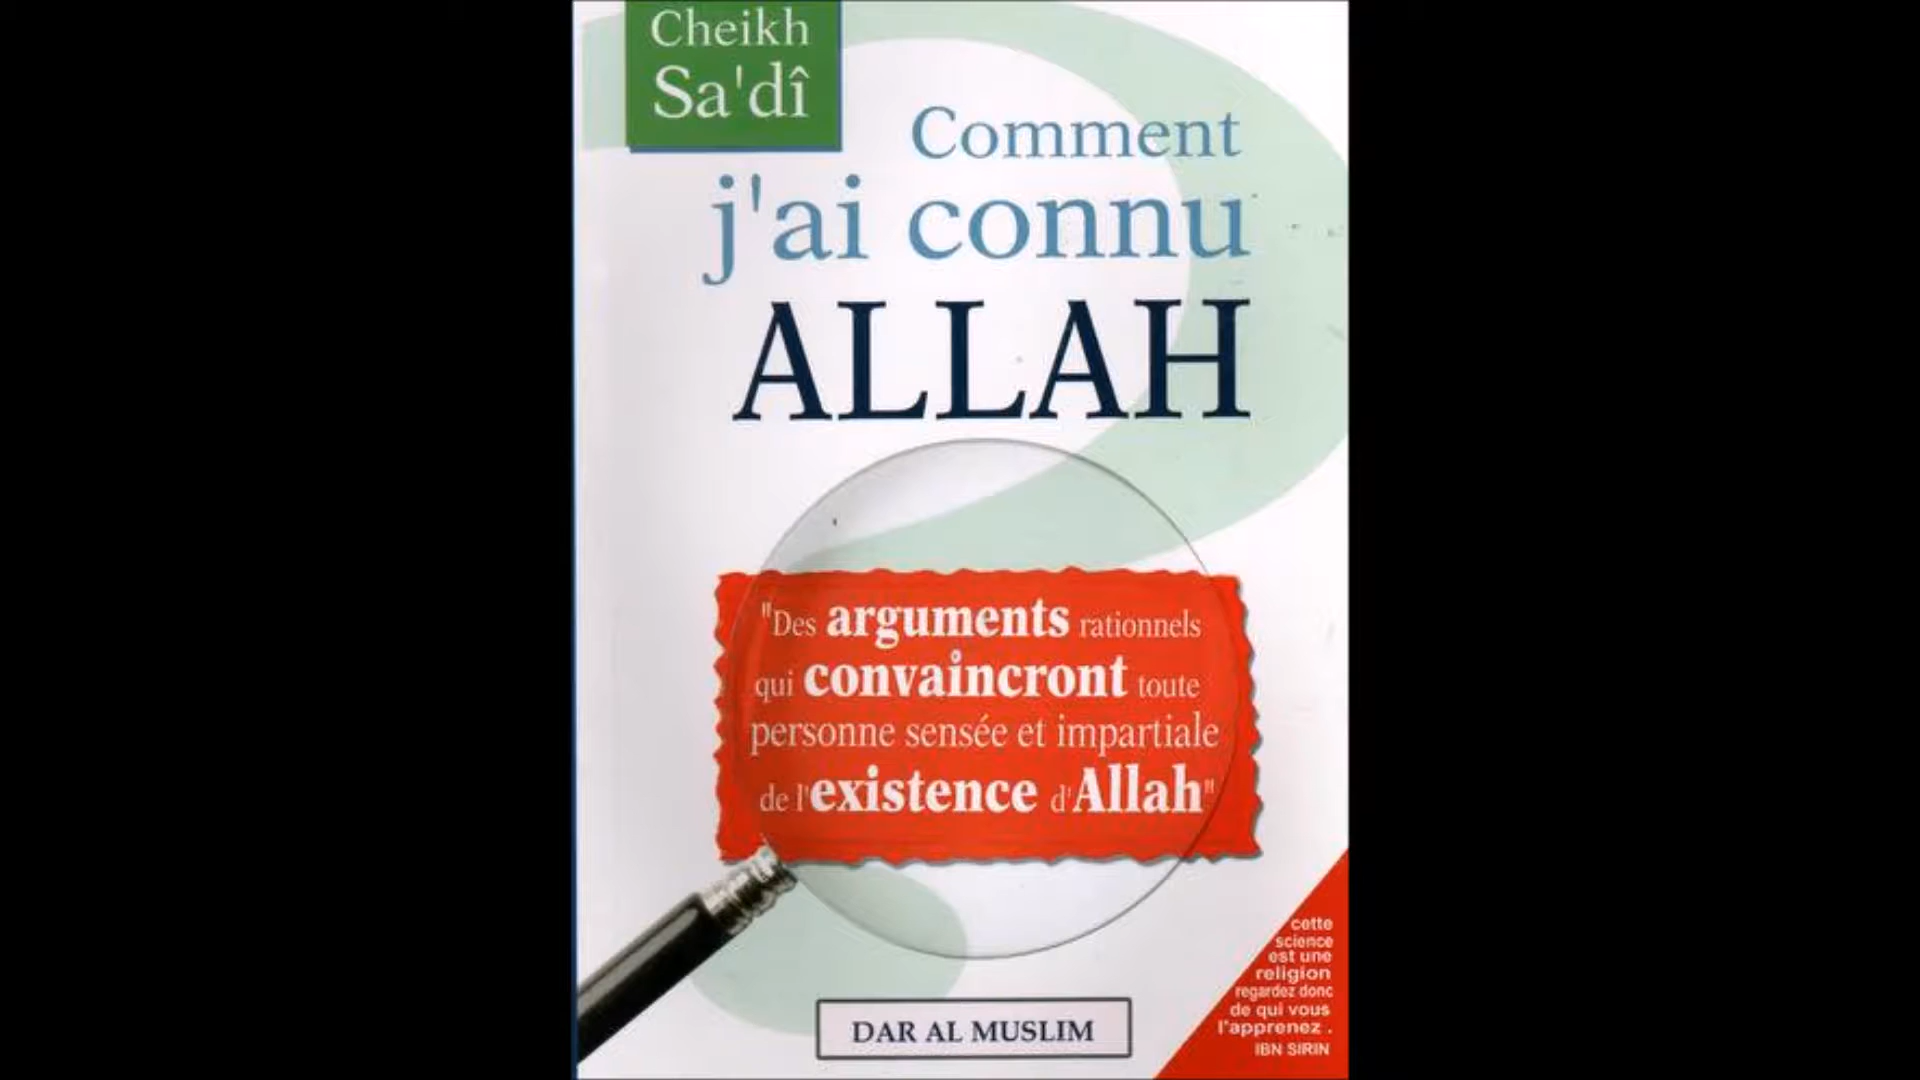 Cheikh
Sa'dî
Comment
j'ai connu
ALLAH
"Des arguments rationnels
qui convaincront toute
personne sensée et impartiale
de l'existence d'Allah"
cette
science
est une
religion
regardez donc
de qui vous
l'apprenez .
IBN SIRIN
DAR AL MUSLIM